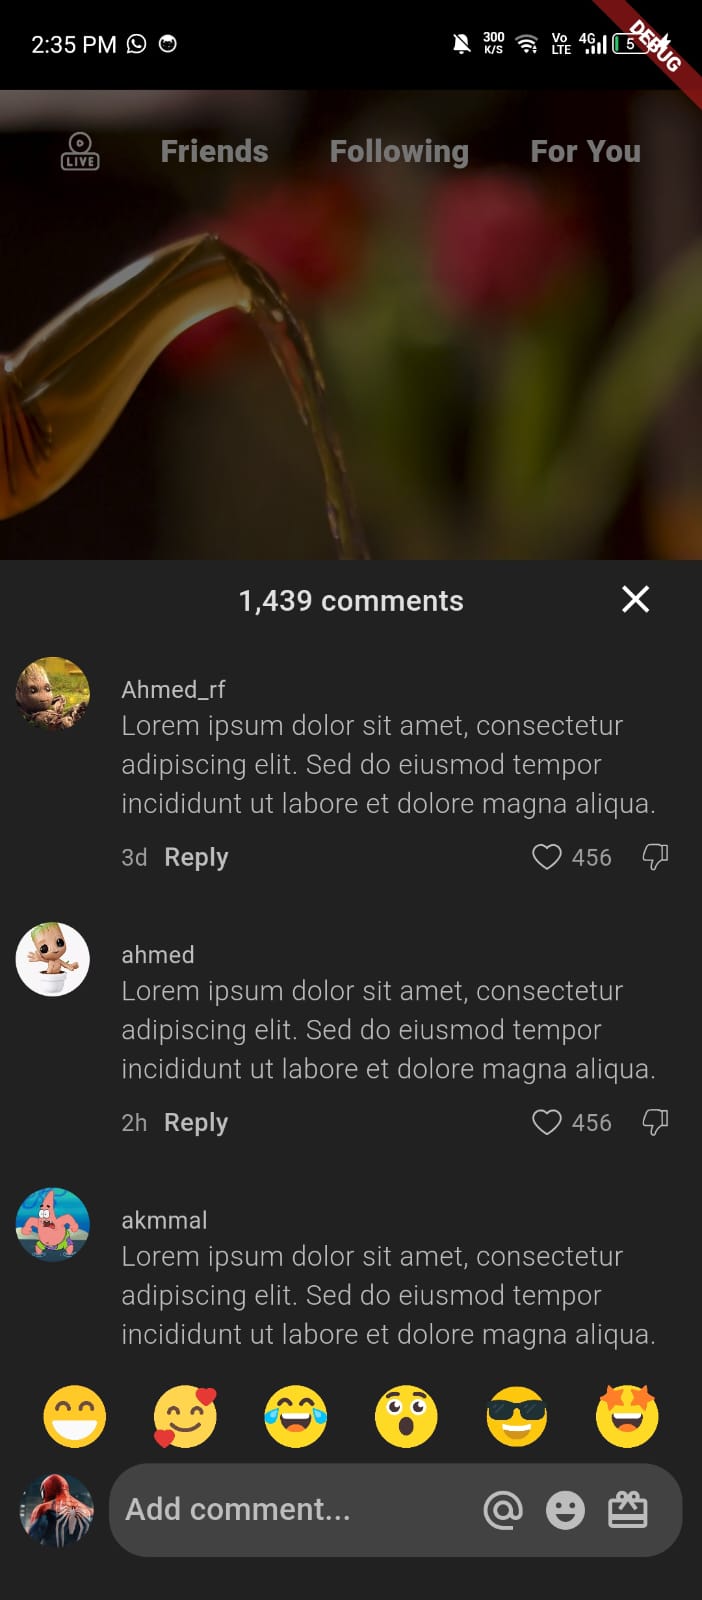 2:35 PM 300 K/S Vo LTE 4G 5
DEBUG
LIVE Friends Following For You
1,439 comments
Ahmed_rf
Lorem ipsum dolor sit amet, consectetur
adipiscing elit. Sed do eiusmod tempor
incididunt ut labore et dolore magna aliqua.
3d Reply 456
ahmed
Lorem ipsum dolor sit amet, consectetur
adipiscing elit. Sed do eiusmod tempor
incididunt ut labore et dolore magna aliqua.
2h Reply 456
akmmal
Lorem ipsum dolor sit amet, consectetur
adipiscing elit. Sed do eiusmod tempor
incididunt ut labore et dolore magna aliqua.
Add comment...